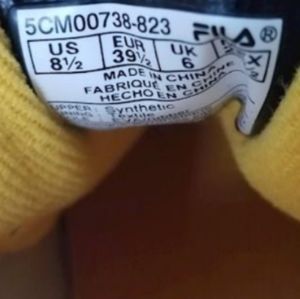 5CM00738-823 FILA®
US EUR UK
8½ 39½ 6
MADE IN CHINA
FABRIQUÉ EN CHINE
HECHO EN CHINA
UPPER: Synthetic
Textile